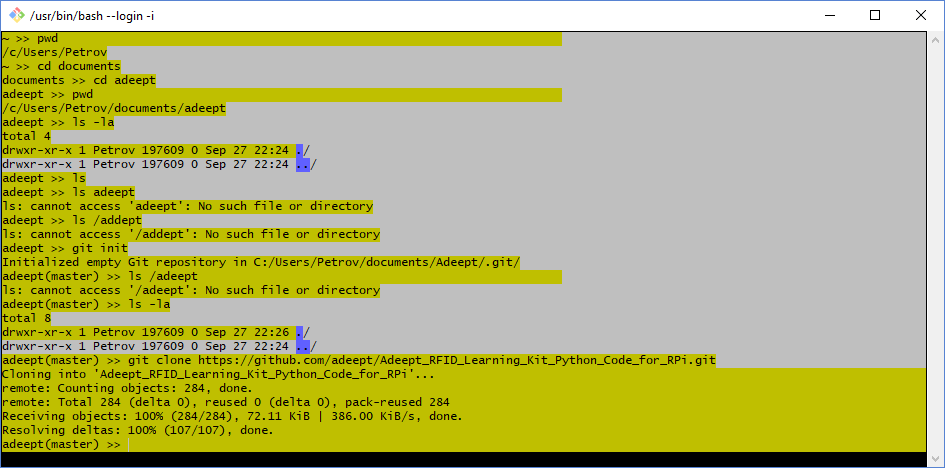 /usr/bin/bash --login -i
~ >> pwd
/c/Users/Petrov
~ >> cd documents
documents >> cd adeept
adeept >> pwd
/c/Users/Petrov/documents/adeept
adeept >> ls -la
total 4
drwxr-xr-x 1 Petrov 197609 0 Sep 27 22:24 ./
drwxr-xr-x 1 Petrov 197609 0 Sep 27 22:24 ../
adeept >> ls
adeept >> ls adeept
ls: cannot access 'adeept': No such file or directory
adeept >> ls /addept
ls: cannot access '/addept': No such file or directory
adeept >> git init
Initialized empty Git repository in C:/Users/Petrov/documents/Adeept/.git/
adeept(master) >> ls /adeept
ls: cannot access '/adeept': No such file or directory
adeept(master) >> ls -la
total 8
drwxr-xr-x 1 Petrov 197609 0 Sep 27 22:26 ./
drwxr-xr-x 1 Petrov 197609 0 Sep 27 22:24 ../
adeept(master) >> git clone https://github.com/adeept/Adeept_RFID_Learning_Kit_Python_Code_for_RPi.git
Cloning into 'Adeept_RFID_Learning_Kit_Python_Code_for_RPi'...
remote: Counting objects: 284, done.
remote: Total 284 (delta 0), reused 0 (delta 0), pack-reused 284
Receiving objects: 100% (284/284), 72.11 KiB | 386.00 KiB/s, done.
Resolving deltas: 100% (107/107), done.
adeept(master) >>